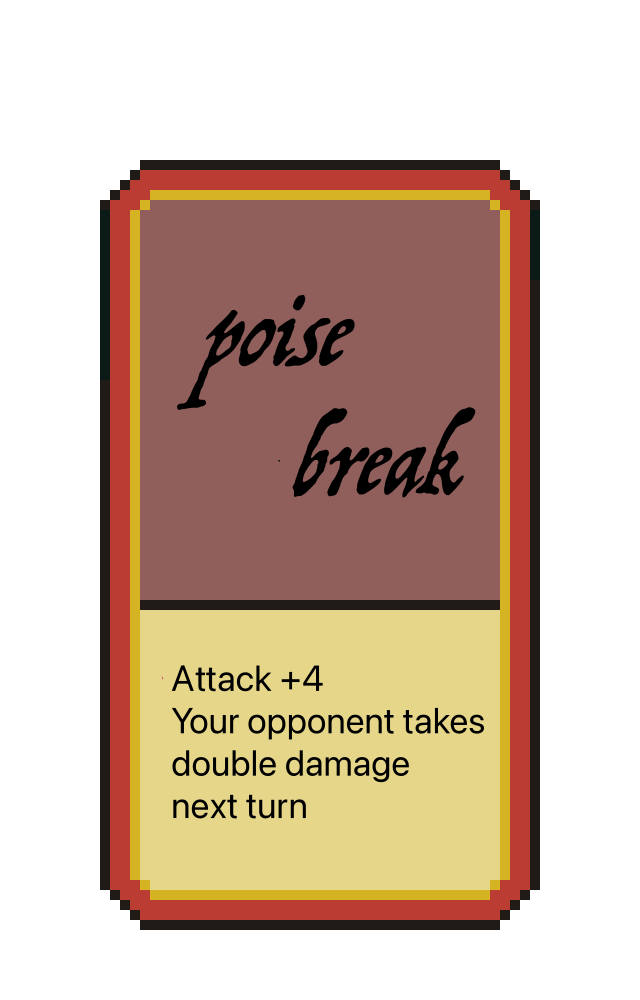 poise
break
Attack +4
Your opponent takes
double damage
next turn